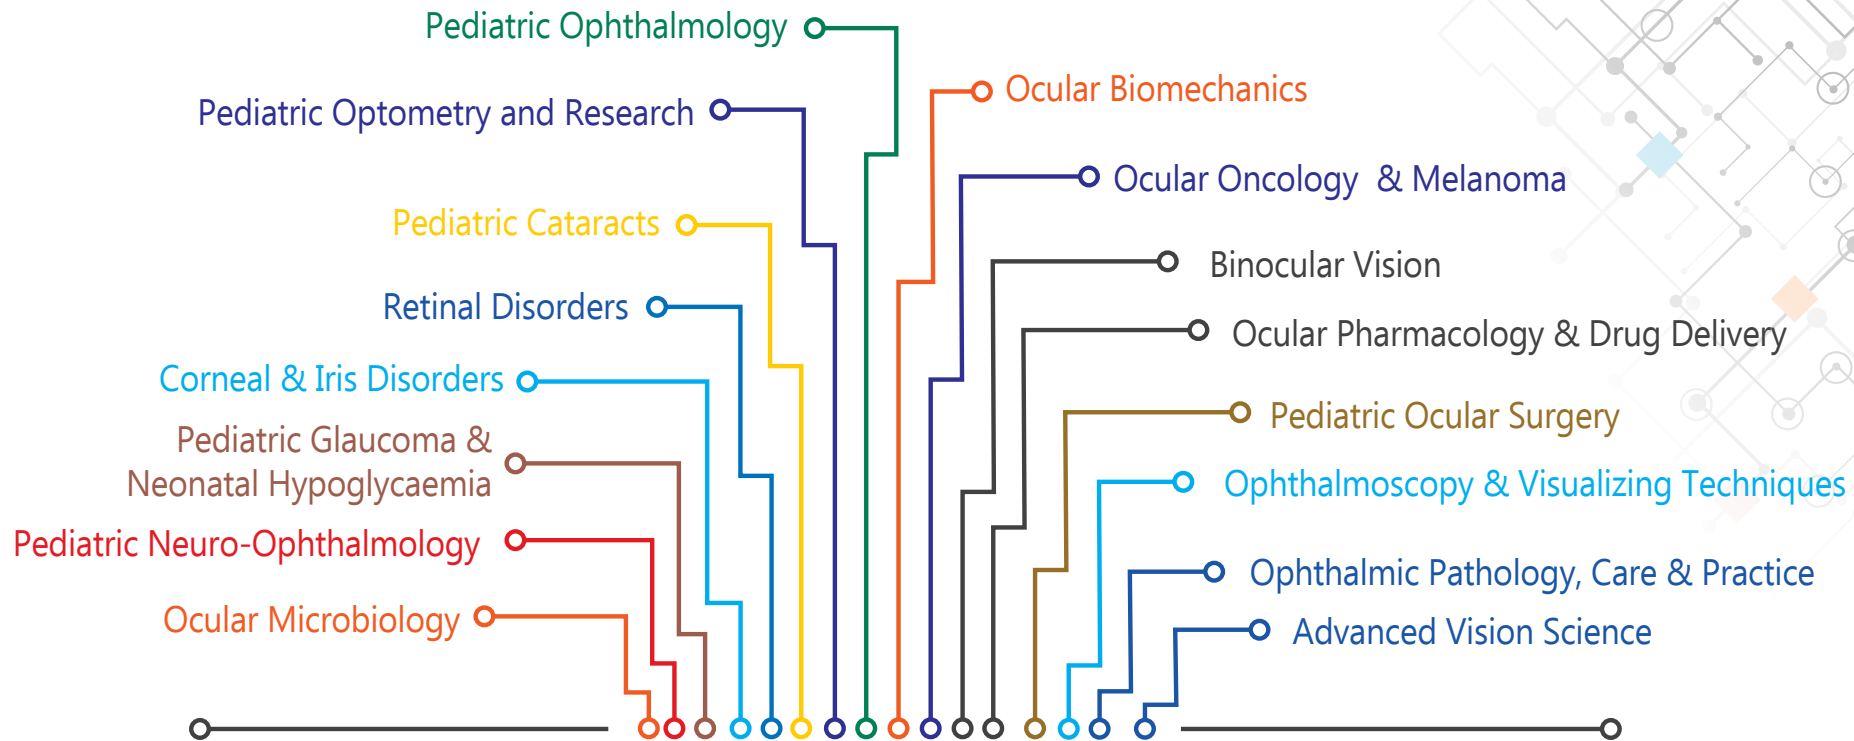 Pediatric Ophthalmology
Pediatric Optometry and Research
Pediatric Cataracts
Retinal Disorders
Corneal & Iris Disorders
Pediatric Glaucoma &
Neonatal Hypoglycaemia
Pediatric Neuro-Ophthalmology
Ocular Microbiology
Ocular Biomechanics
Ocular Oncology & Melanoma
Binocular Vision
Ocular Pharmacology & Drug Delivery
Pediatric Ocular Surgery
Ophthalmoscopy & Visualizing Techniques
Ophthalmic Pathology, Care & Practice
Advanced Vision Science